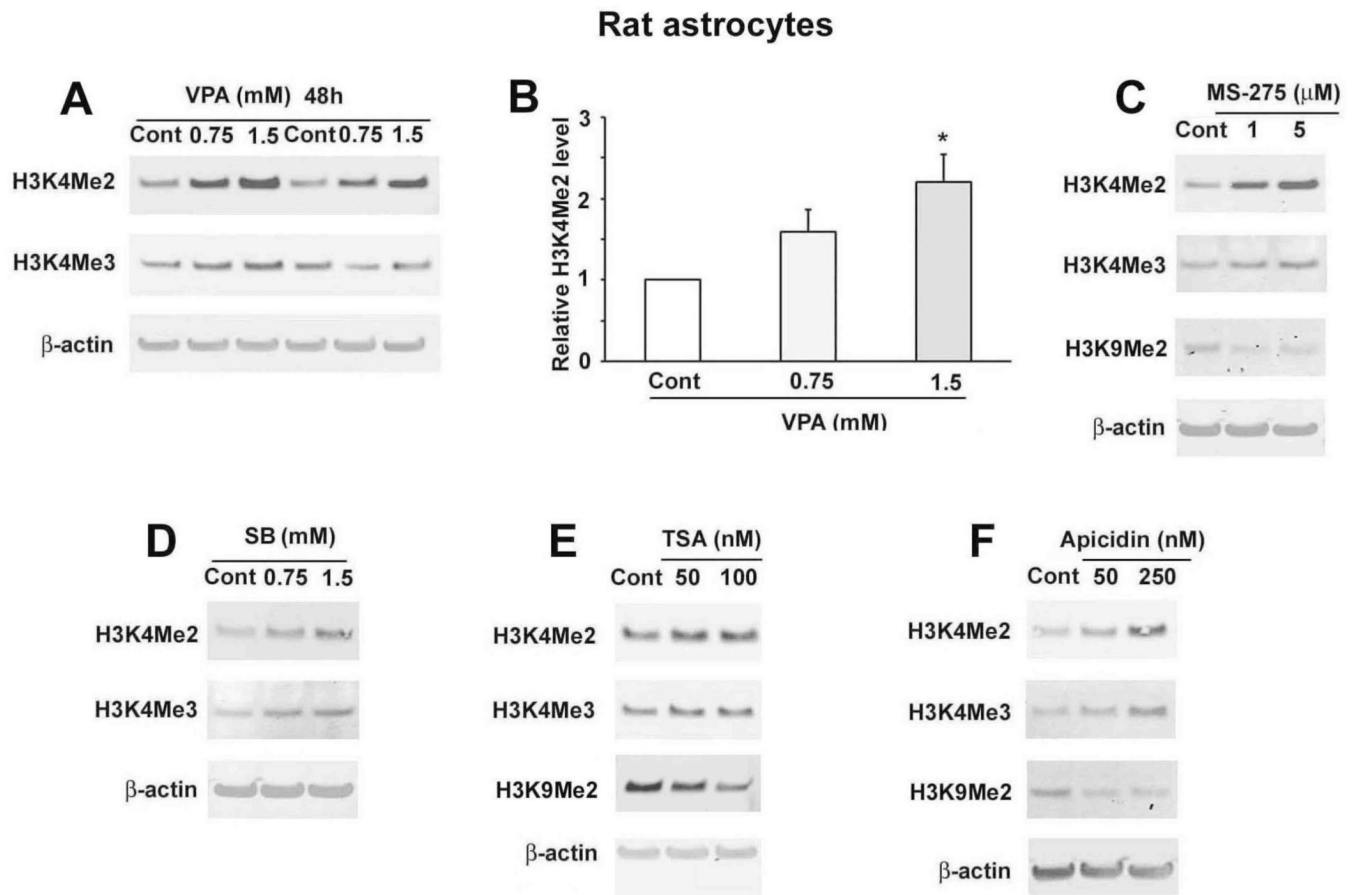 Rat astrocytes
A
VPA (mM) 48h
Cont 0.75 1.5 Cont 0.75 1.5
H3K4Me2
H3K4Me3
β-actin
B
Relative H3K4Me2 level
3
2
1
0
*
Cont 0.75 1.5
VPA (mM)
C
MS-275 (μM)
Cont 1 5
H3K4Me2
H3K4Me3
H3K9Me2
β-actin
D
SB (mM)
Cont 0.75 1.5
H3K4Me2
H3K4Me3
β-actin
E
TSA (nM)
Cont 50 100
H3K4Me2
H3K4Me3
H3K9Me2
β-actin
F
Apicidin (nM)
Cont 50 250
H3K4Me2
H3K4Me3
H3K9Me2
β-actin